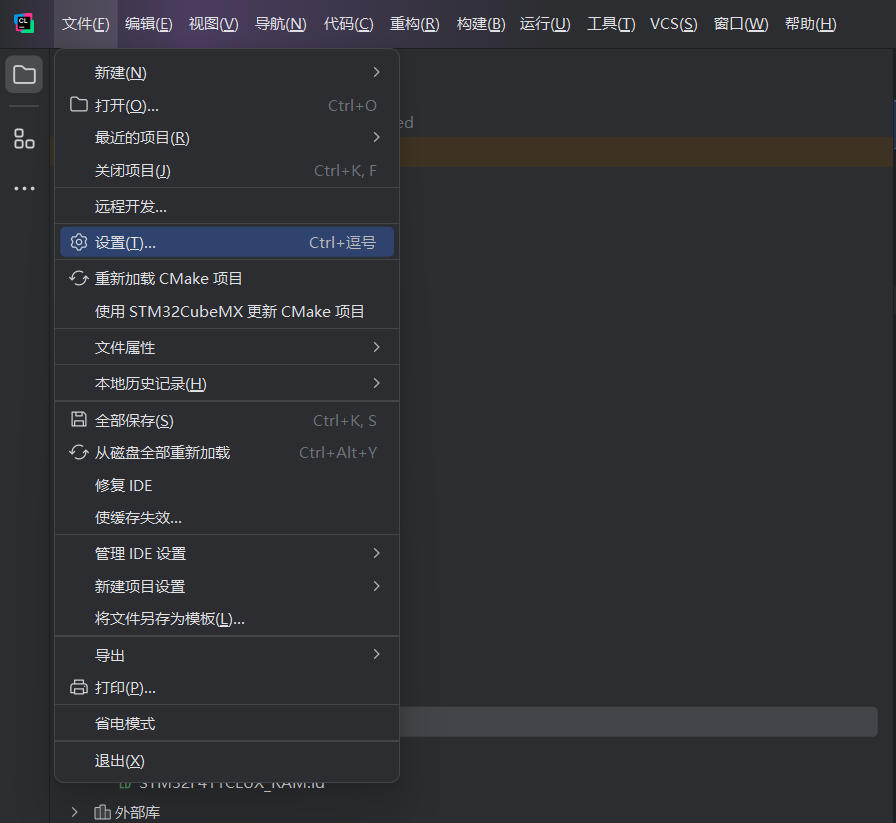 文件(F) 编辑(E) 视图(V) 导航(N) 代码(C) 重构(R) 构建(B) 运行(U) 工具(T) VCS(S) 窗口(W) 帮助(H)
新建(N)
打开(O)... Ctrl+O
最近的项目(R)
关闭项目(J) Ctrl+K, F
远程开发...
设置(T)... Ctrl+逗号
重新加载 CMake 项目
使用 STM32CubeMX 更新 CMake 项目
文件属性
本地历史记录(H)
全部保存(S) Ctrl+K, S
从磁盘全部重新加载 Ctrl+Alt+Y
修复 IDE
使缓存失效...
管理 IDE 设置
新建项目设置
将文件另存为模板(L)...
导出
打印(P)...
省电模式
退出(X)
外部库